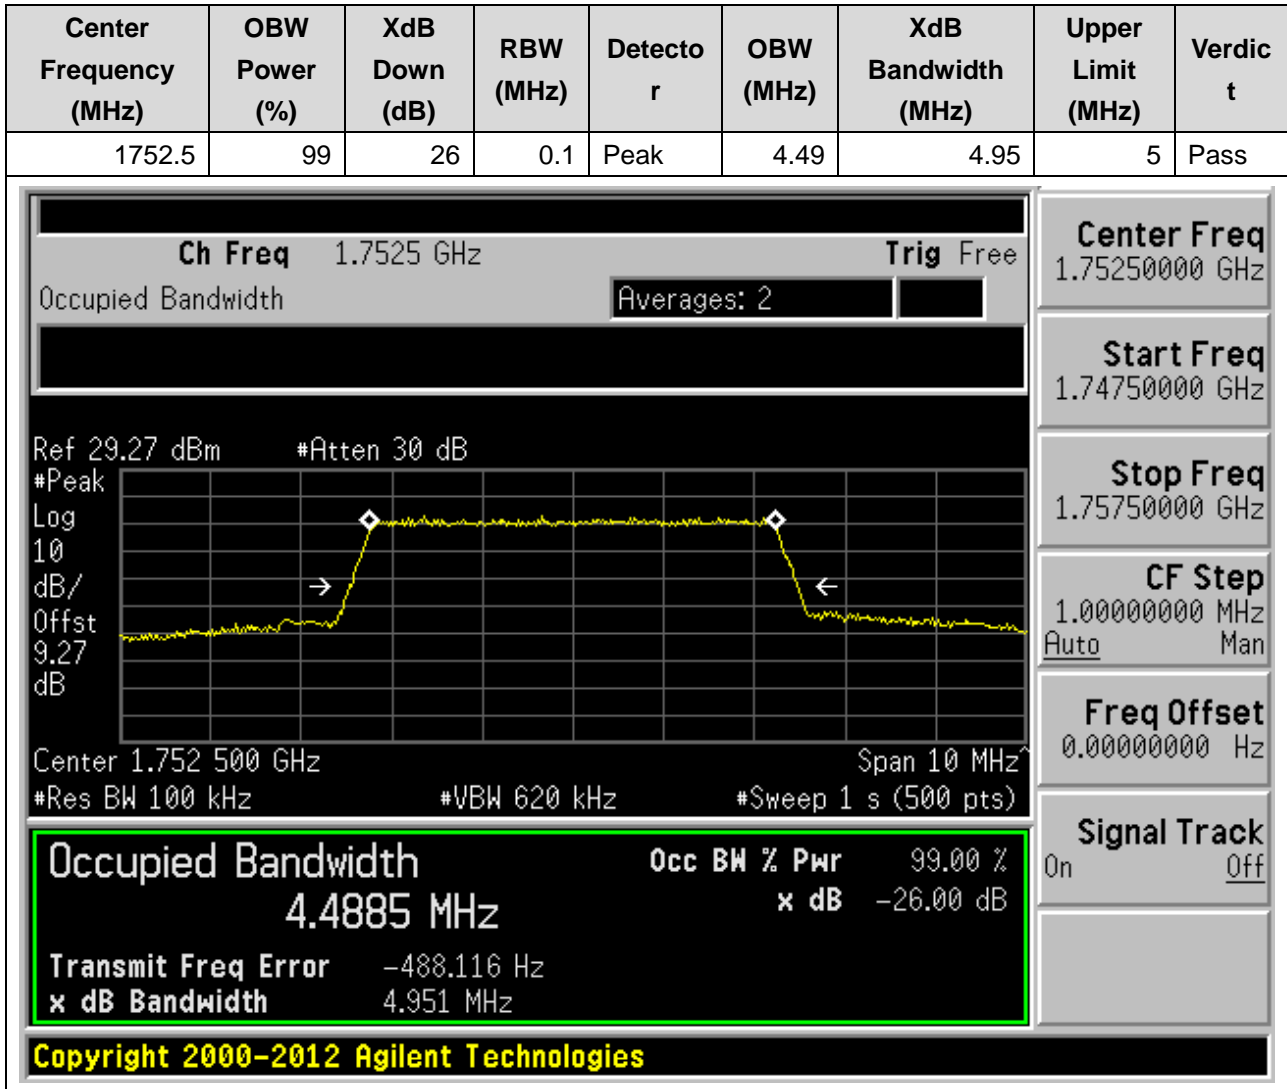 Center Frequency (MHz) OBW Power (%) XdB Down (dB) RBW (MHz) Detecto r OBW (MHz) XdB Bandwidth (MHz) Upper Limit (MHz) Verdic t
1752.5 99 26 0.1 Peak 4.49 4.95 5 Pass
Ch Freq 1.7525 GHz Trig Free
Occupied Bandwidth Averages: 2
Ref 29.27 dBm #Atten 30 dB
#Peak
Log
10
dB/
Offst
9.27
dB
Center 1.752 500 GHz Span 10 MHz^
#Res BW 100 kHz #VBW 620 kHz #Sweep 1 s (500 pts)
Occupied Bandwidth Occ BW % Pwr 99.00 %
4.4885 MHz x dB -26.00 dB
Transmit Freq Error -488.116 Hz
x dB Bandwidth 4.951 MHz
Copyright 2000-2012 Agilent Technologies
Center Freq
1.75250000 GHz
Start Freq
1.74750000 GHz
Stop Freq
1.75750000 GHz
CF Step
1.00000000 MHz
Auto Man
Freq Offset
0.00000000 Hz
Signal Track
On Off